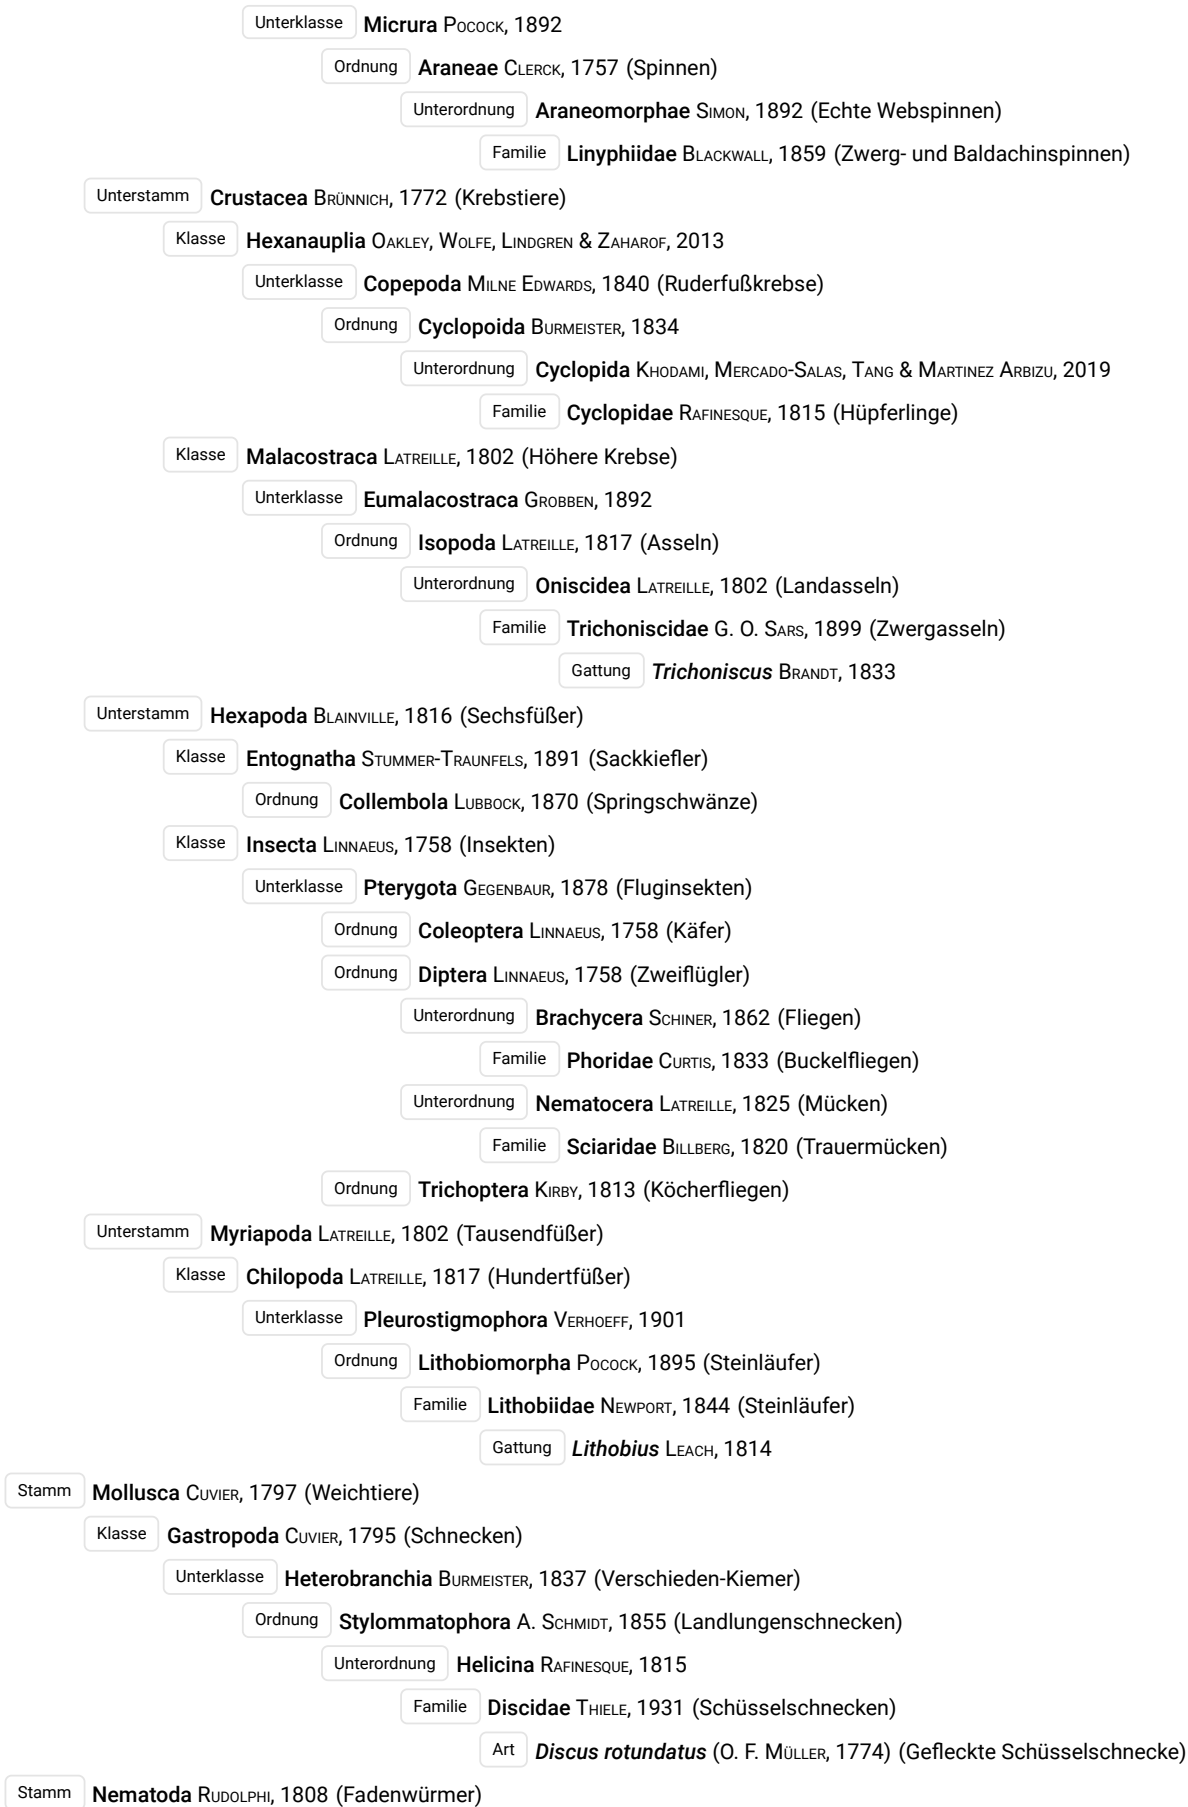 Unterklasse Micrura Pocock, 1892
Ordnung Araneae Clerck, 1757 (Spinnen)
Unterordnung Araneomorphae Simon, 1892 (Echte Webspinnen)
Familie Linyphiidae Blackwall, 1859 (Zwerg- und Baldachinspinnen)
Unterstamm Crustacea Brünnich, 1772 (Krebstiere)
Klasse Hexanauplia Oakley, Wolfe, Lindgren & Zaharof, 2013
Unterklasse Copepoda Milne Edwards, 1840 (Ruderfußkrebse)
Ordnung Cyclopoida Burmeister, 1834
Unterordnung Cyclopida Khodami, Mercado-Salas, Tang & Martinez Arbizu, 2019
Familie Cyclopidae Rafinesque, 1815 (Hüpferlinge)
Klasse Malacostraca Latreille, 1802 (Höhere Krebse)
Unterklasse Eumalacostraca Grobben, 1892
Ordnung Isopoda Latreille, 1817 (Asseln)
Unterordnung Oniscidea Latreille, 1802 (Landasseln)
Familie Trichoniscidae G. O. Sars, 1899 (Zwergasseln)
Gattung Trichoniscus Brandt, 1833
Unterstamm Hexapoda Blainville, 1816 (Sechsfüßer)
Klasse Entognatha Stummer-Traunfels, 1891 (Sackkiefler)
Ordnung Collembola Lubbock, 1870 (Springschwänze)
Klasse Insecta Linnaeus, 1758 (Insekten)
Unterklasse Pterygota Gegenbaur, 1878 (Fluginsekten)
Ordnung Coleoptera Linnaeus, 1758 (Käfer)
Ordnung Diptera Linnaeus, 1758 (Zweiflügler)
Unterordnung Brachycera Schiner, 1862 (Fliegen)
Familie Phoridae Curtis, 1833 (Buckelfliegen)
Unterordnung Nematocera Latreille, 1825 (Mücken)
Familie Sciaridae Billberg, 1820 (Trauermücken)
Ordnung Trichoptera Kirby, 1813 (Köcherfliegen)
Unterstamm Myriapoda Latreille, 1802 (Tausendfüßer)
Klasse Chilopoda Latreille, 1817 (Hundertfüßer)
Unterklasse Pleurostigmophora Verhoeff, 1901
Ordnung Lithobiomorpha Pocock, 1895 (Steinläufer)
Familie Lithobiidae Newport, 1844 (Steinläufer)
Gattung Lithobius Leach, 1814
Stamm Mollusca Cuvier, 1797 (Weichtiere)
Klasse Gastropoda Cuvier, 1795 (Schnecken)
Unterklasse Heterobranchia Burmeister, 1837 (Verschieden-Kiemer)
Ordnung Stylommatophora A. Schmidt, 1855 (Landlungenschnecken)
Unterordnung Helicina Rafinesque, 1815
Familie Discidae Thiele, 1931 (Schüsselschnecken)
Art Discus rotundatus (O. F. Müller, 1774) (Gefleckte Schüsselschnecke)
Stamm Nematoda Rudolphi, 1808 (Fadenwürmer)